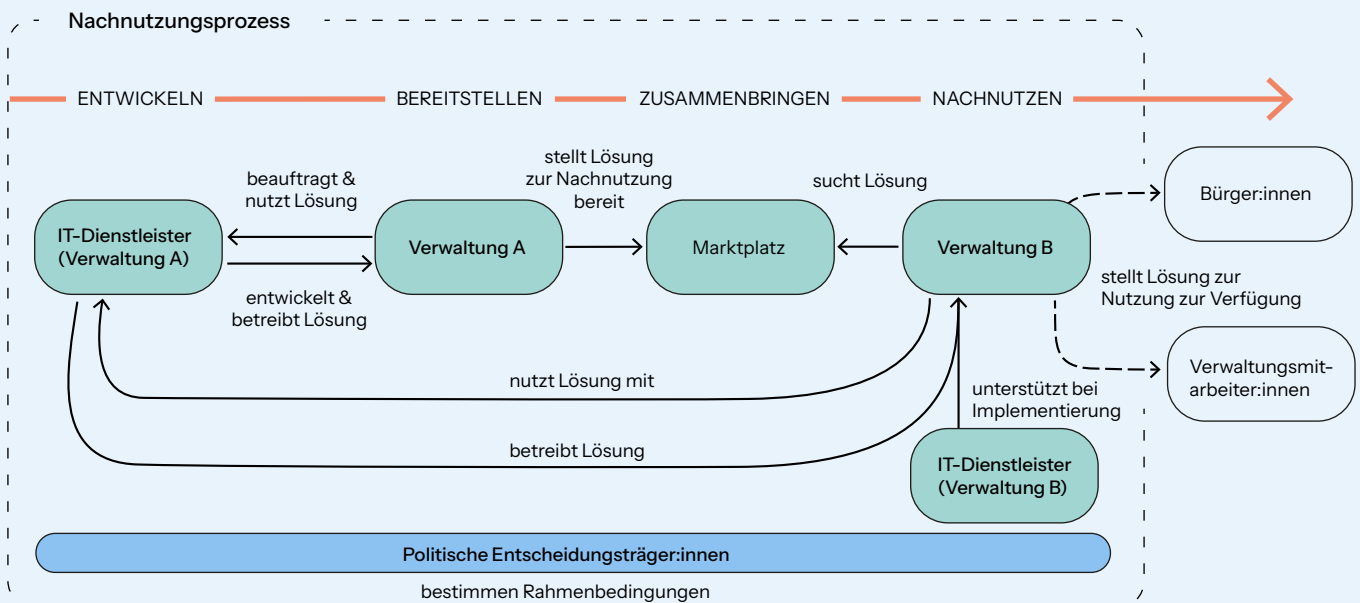 Nachnutzungsprozess
ENTWICKELN
BEREITSTELLEN
ZUSAMMENBRINGEN
NACHNUTZEN
beauftragt &
nutzt Lösung
stellt Lösung
zur Nachnutzung
bereit
sucht Lösung
Bürger:innen
IT-Dienstleister
(Verwaltung A)
Verwaltung A
Marktplatz
Verwaltung B
entwickelt &
betreibt Lösung
stellt Lösung zur
Nutzung zur Verfügung
nutzt Lösung mit
unterstützt bei
Implementierung
Verwaltungsmit-
arbeiter:innen
betreibt Lösung
IT-Dienstleister
(Verwaltung B)
Politische Entscheidungsträger:innen
bestimmen Rahmenbedingungen